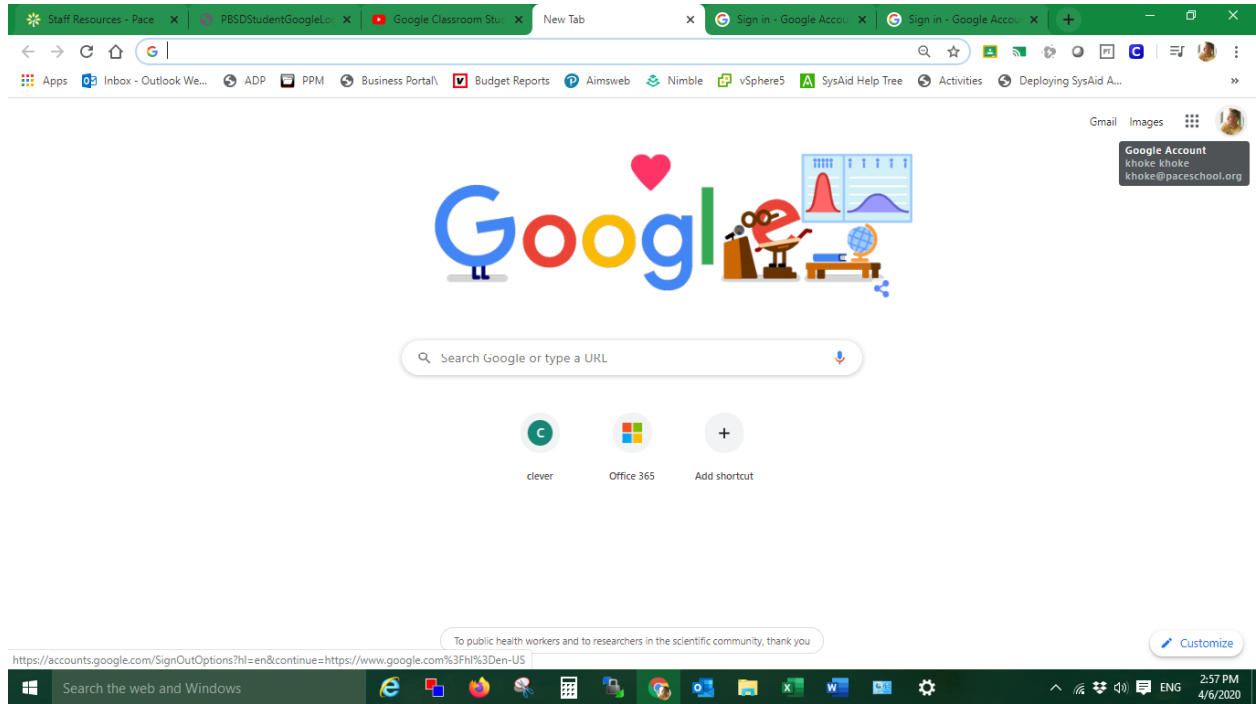 Staff Resources - Pace
PBSDStudentGoogleLo
Google Classroom Stu
New Tab
Sign in - Google Accou
Sign in - Google Accou
Apps
Inbox - Outlook We...
ADP
PPM
Business Portal\
Budget Reports
Aimsweb
Nimble
vSphere5
SysAid Help Tree
Activities
Deploying SysAid A...
Gmail Images
Google Account
khoke khoke
khoke@paceschool.org
Google
Search Google or type a URL
clever
Office 365
Add shortcut
To public health workers and to researchers in the scientific community, thank you
Customize
https://accounts.google.com/SignOutOptions?hl=en&continue=https://www.google.com%3Fhl%3Den-US
Search the web and Windows
ENG
2:57 PM
4/6/2020